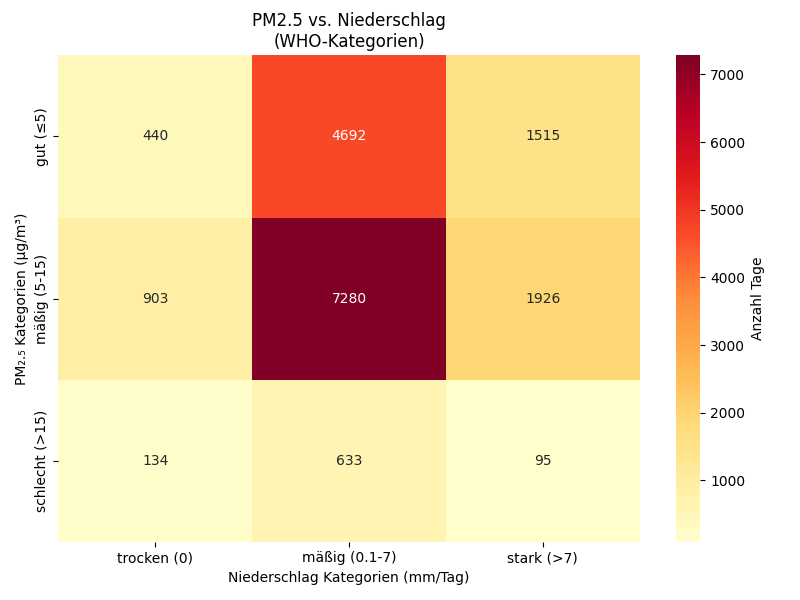 PM2.5 vs. Niederschlag
(WHO-Kategorien)
PM₂.₅ Kategorien (μg/m³)
gut (≤5)
440
4692
1515
mäßig (5-15)
903
7280
1926
schlecht (>15)
134
633
95
trocken (0)
mäßig (0.1-7)
stark (>7)
Niederschlag Kategorien (mm/Tag)
7000
6000
5000
4000
3000
2000
1000
Anzahl Tage